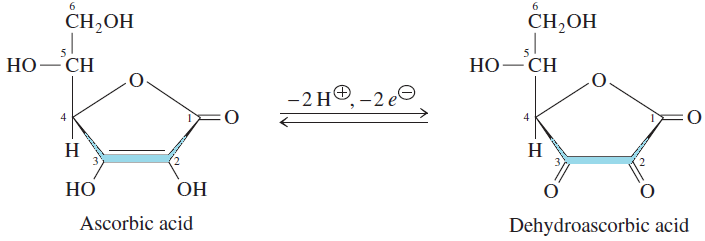 6
CH₂OH
5
HO—CH
O
4
1
=O
H
3
2
HO
OH
Ascorbic acid
−2 H⊕, −2 e⊖
6
CH₂OH
5
HO—CH
O
4
1
=O
H
3
2
O
O
Dehydroascorbic acid